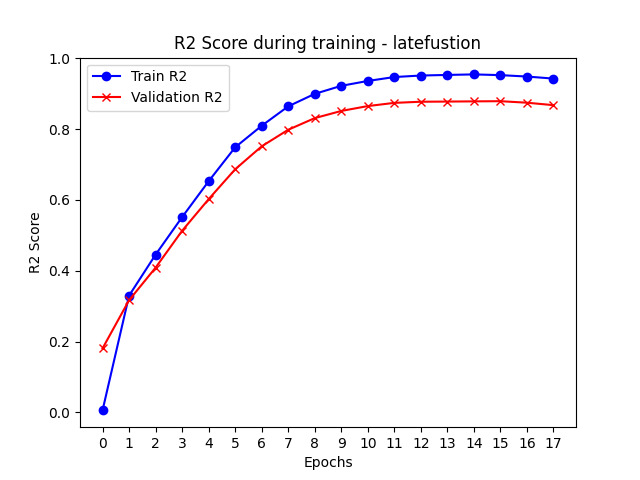 R2 Score during training - latefustion
Train R2
Validation R2
R2 Score
1.0
0.8
0.6
0.4
0.2
0.0
0 1 2 3 4 5 6 7 8 9 10 11 12 13 14 15 16 17
Epochs